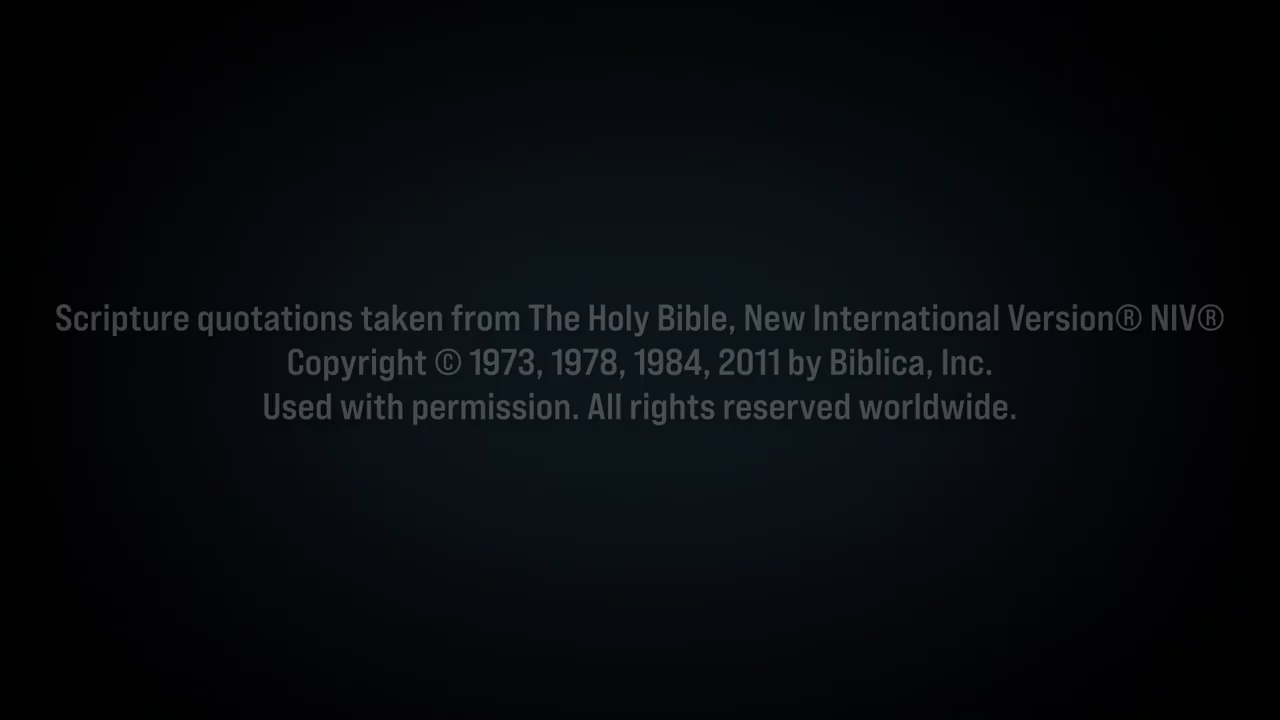 Scripture quotations taken from The Holy Bible, New International Version® NIV®
Copyright © 1973, 1978, 1984, 2011 by Biblica, Inc.
Used with permission. All rights reserved worldwide.